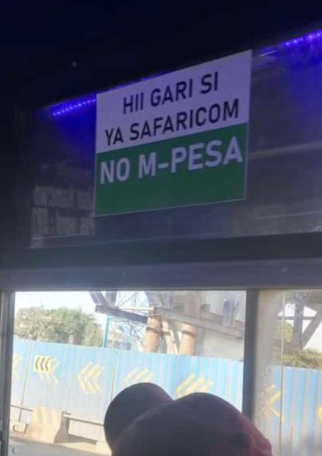 HII GARI SI
YA SAFARICOM
NO M-PESA